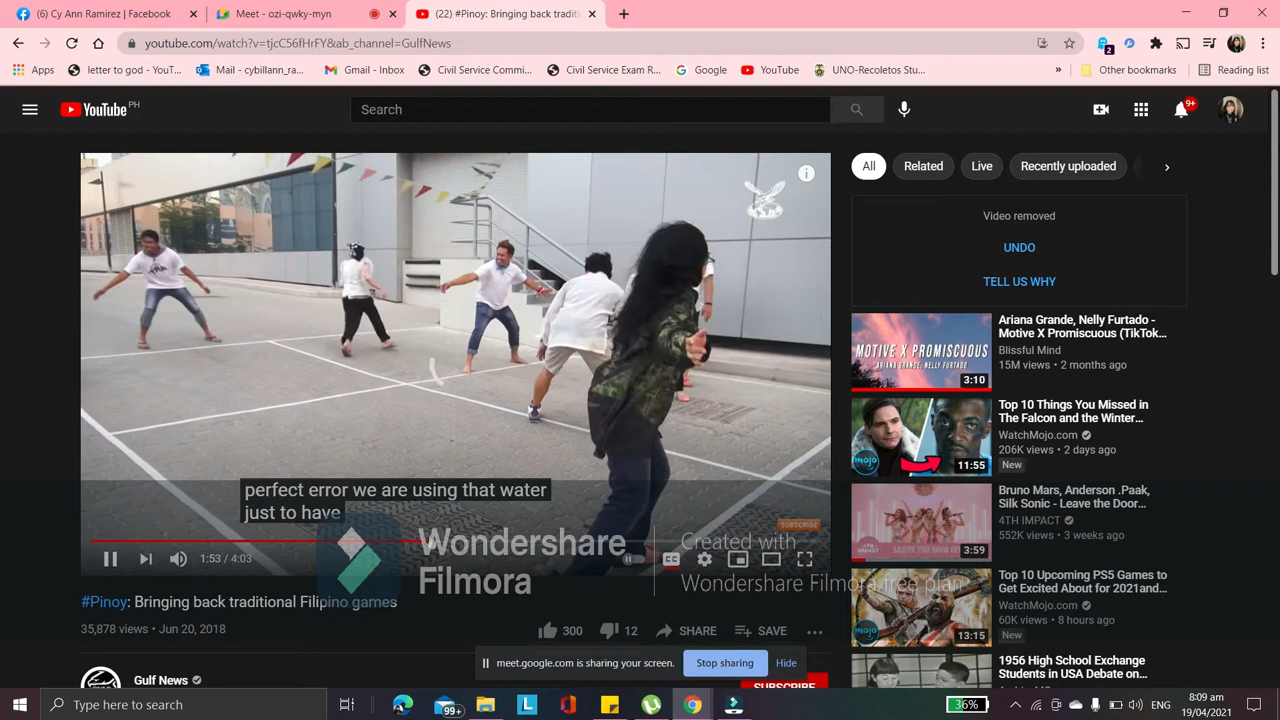 (6) Cy Ann Marcial | Facebook
Meet - ozi-qwky-myn
(22) #Pinoy: Bringing back traditi
youtube.com/watch?v=tjcC56fHrFY&ab_channel=GulfNews
2
Apps
letter to god - YouT...
Mail - cybillann_ra...
Gmail - Inbox
Civil Service Commi...
Civil Service Exam R...
Google
YouTube
UNO-Recoletos Stu...
»
Other bookmarks
Reading list
YouTube PH
Search
9+
All
Related
Live
Recently uploaded
Video removed
UNDO
TELL US WHY
MOTIVE X PROMISCUOUS
ARIANA GRANDE, NELLY FURTADO
3:10
Ariana Grande, Nelly Furtado -
Motive X Promiscuous (TikTok...
Blissful Mind
15M views • 2 months ago
MOJO
11:55
Top 10 Things You Missed in
The Falcon and the Winter...
WatchMojo.com
206K views • 2 days ago
New
3:59
Bruno Mars, Anderson .Paak,
Silk Sonic - Leave the Door...
4TH IMPACT
552K views • 3 weeks ago
MOJO
13:15
Top 10 Upcoming PS5 Games to
Get Excited About for 2021and...
WatchMojo.com
60K views • 8 hours ago
New
1956 High School Exchange
Students in USA Debate on...
perfect error we are using that water
just to have
SUBSCRIBE
1:53 / 4:03
CC
Wondershare
Filmora
Created with
Wondershare Filmora free plan
#Pinoy: Bringing back traditional Filipino games
35,878 views • Jun 20, 2018
300
12
SHARE
SAVE
meet.google.com is sharing your screen.
Stop sharing
Hide
Gulf News
SUBSCRIBE
Type here to search
99+
L
36%
ENG
8:09 am
19/04/2021